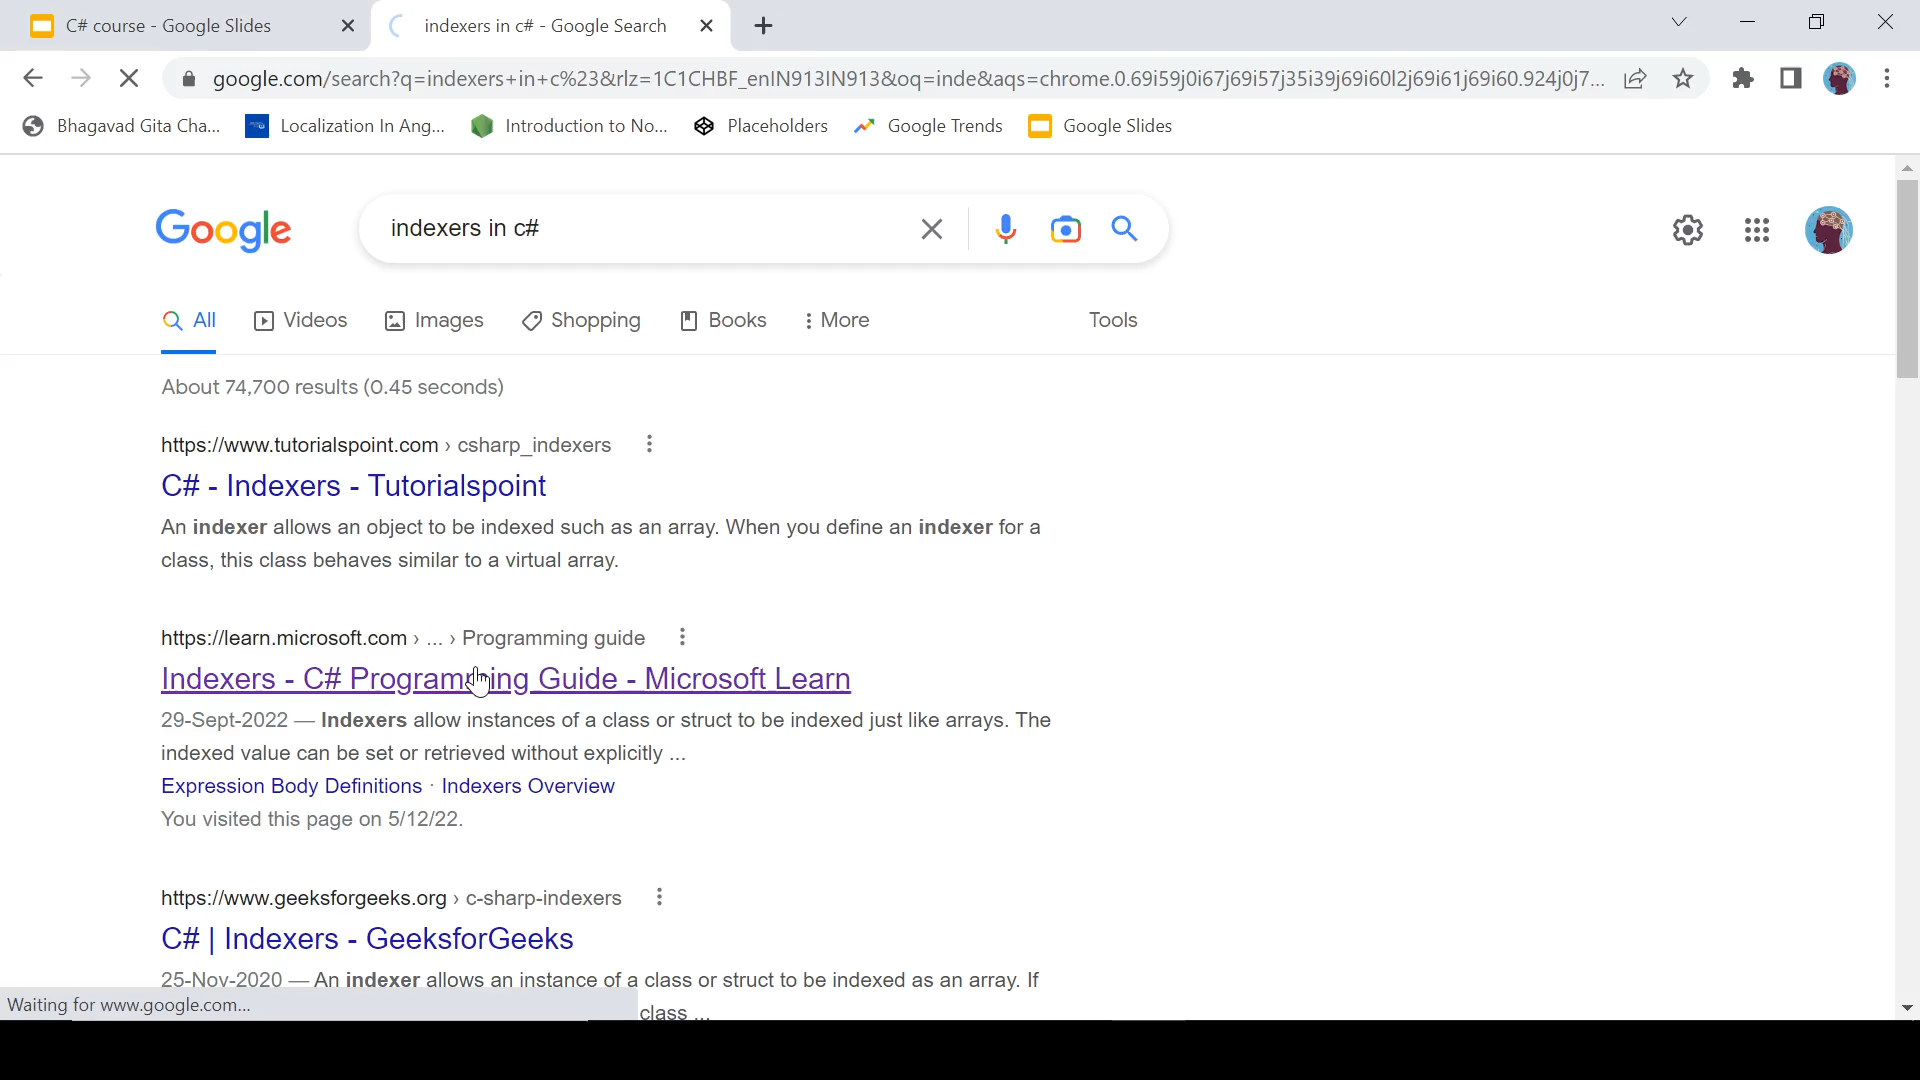 C# course - Google Slides
indexers in c# - Google Search
google.com/search?q=indexers+in+c%23&rlz=1C1CHBF_enIN913IN913&oq=inde&aqs=chrome.0.69i59j0i67j69i57j35i39j69i60l2j69i61j69i60.924j0j7...
Bhagavad Gita Cha...
Localization In Ang...
Introduction to No...
Placeholders
Google Trends
Google Slides
Google
indexers in c#
All
Videos
Images
Shopping
Books
More
Tools
About 74,700 results (0.45 seconds)
https://www.tutorialspoint.com › csharp_indexers
C# - Indexers - Tutorialspoint
An indexer allows an object to be indexed such as an array. When you define an indexer for a
class, this class behaves similar to a virtual array.
https://learn.microsoft.com › ... › Programming guide
Indexers - C# Programming Guide - Microsoft Learn
29-Sept-2022 — Indexers allow instances of a class or struct to be indexed just like arrays. The
indexed value can be set or retrieved without explicitly ...
Expression Body Definitions · Indexers Overview
You visited this page on 5/12/22.
https://www.geeksforgeeks.org › c-sharp-indexers
C# | Indexers - GeeksforGeeks
25-Nov-2020 — An indexer allows an instance of a class or struct to be indexed as an array. If
class ...
Waiting for www.google.com...